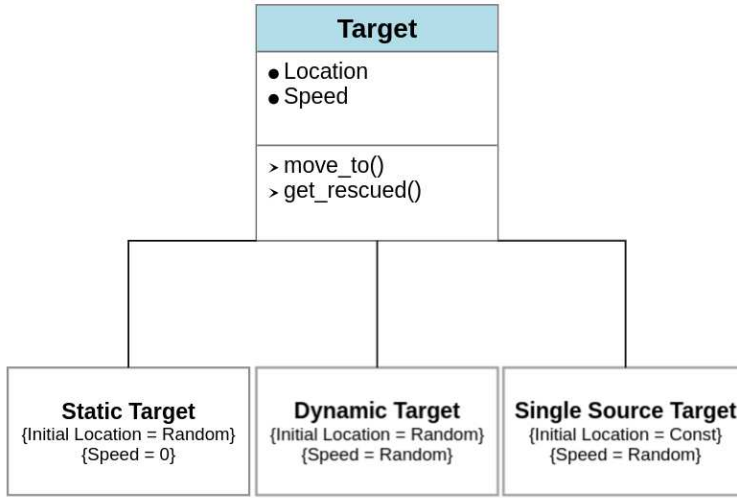 Target
● Location
● Speed
➢ move_to()
➢ get_rescued()
Static Target
{Initial Location = Random}
{Speed = 0}
Dynamic Target
{Initial Location = Random}
{Speed = Random}
Single Source Target
{Initial Location = Const}
{Speed = Random}